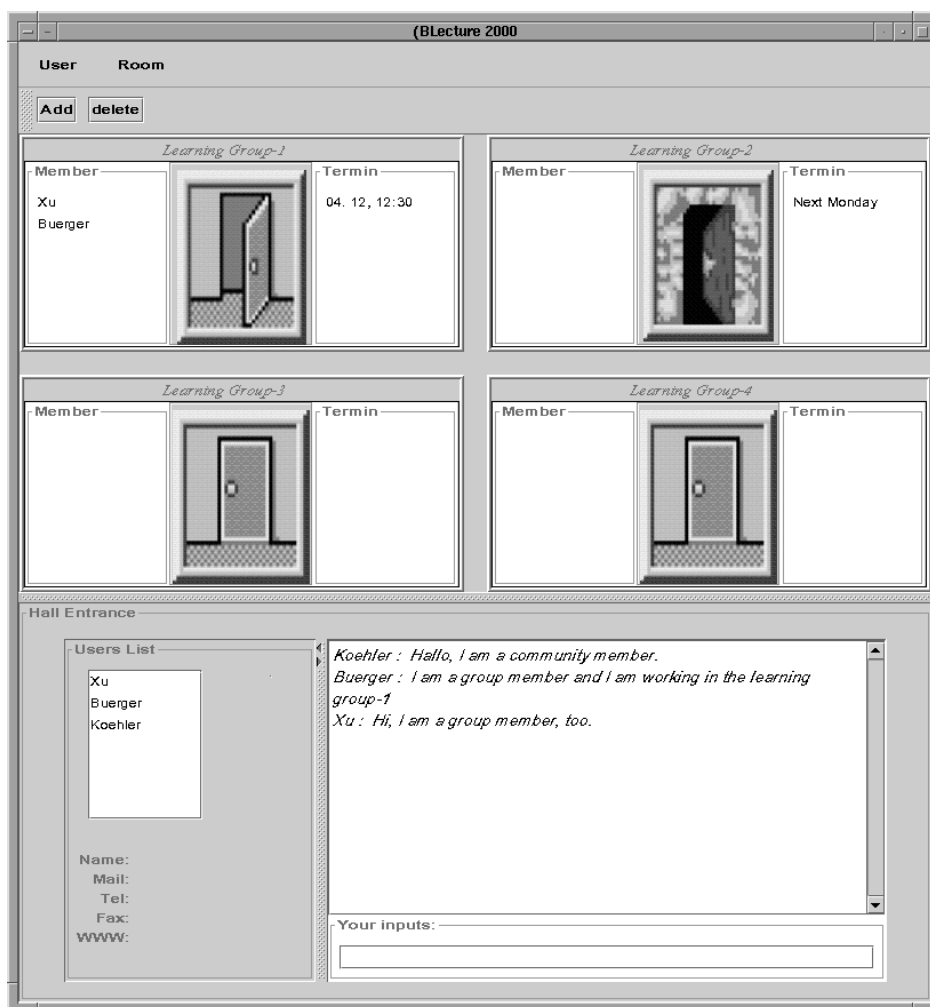 (BLecture 2000
User Room
Add delete
Learning Group-1
Member
Xu
Buerger
Termin
04. 12, 12:30
Learning Group-2
Member
Termin
Next Monday
Learning Group-3
Member
Termin
Learning Group-4
Member
Termin
Hall Entrance
Users List
Xu
Buerger
Koehler
Name:
Mail:
Tel:
Fax:
WWW:
Koehler : Hallo, I am a community member.
Buerger : I am a group member and I am working in the learning
group-1
Xu : Hi, I am a group member, too.
Your inputs: